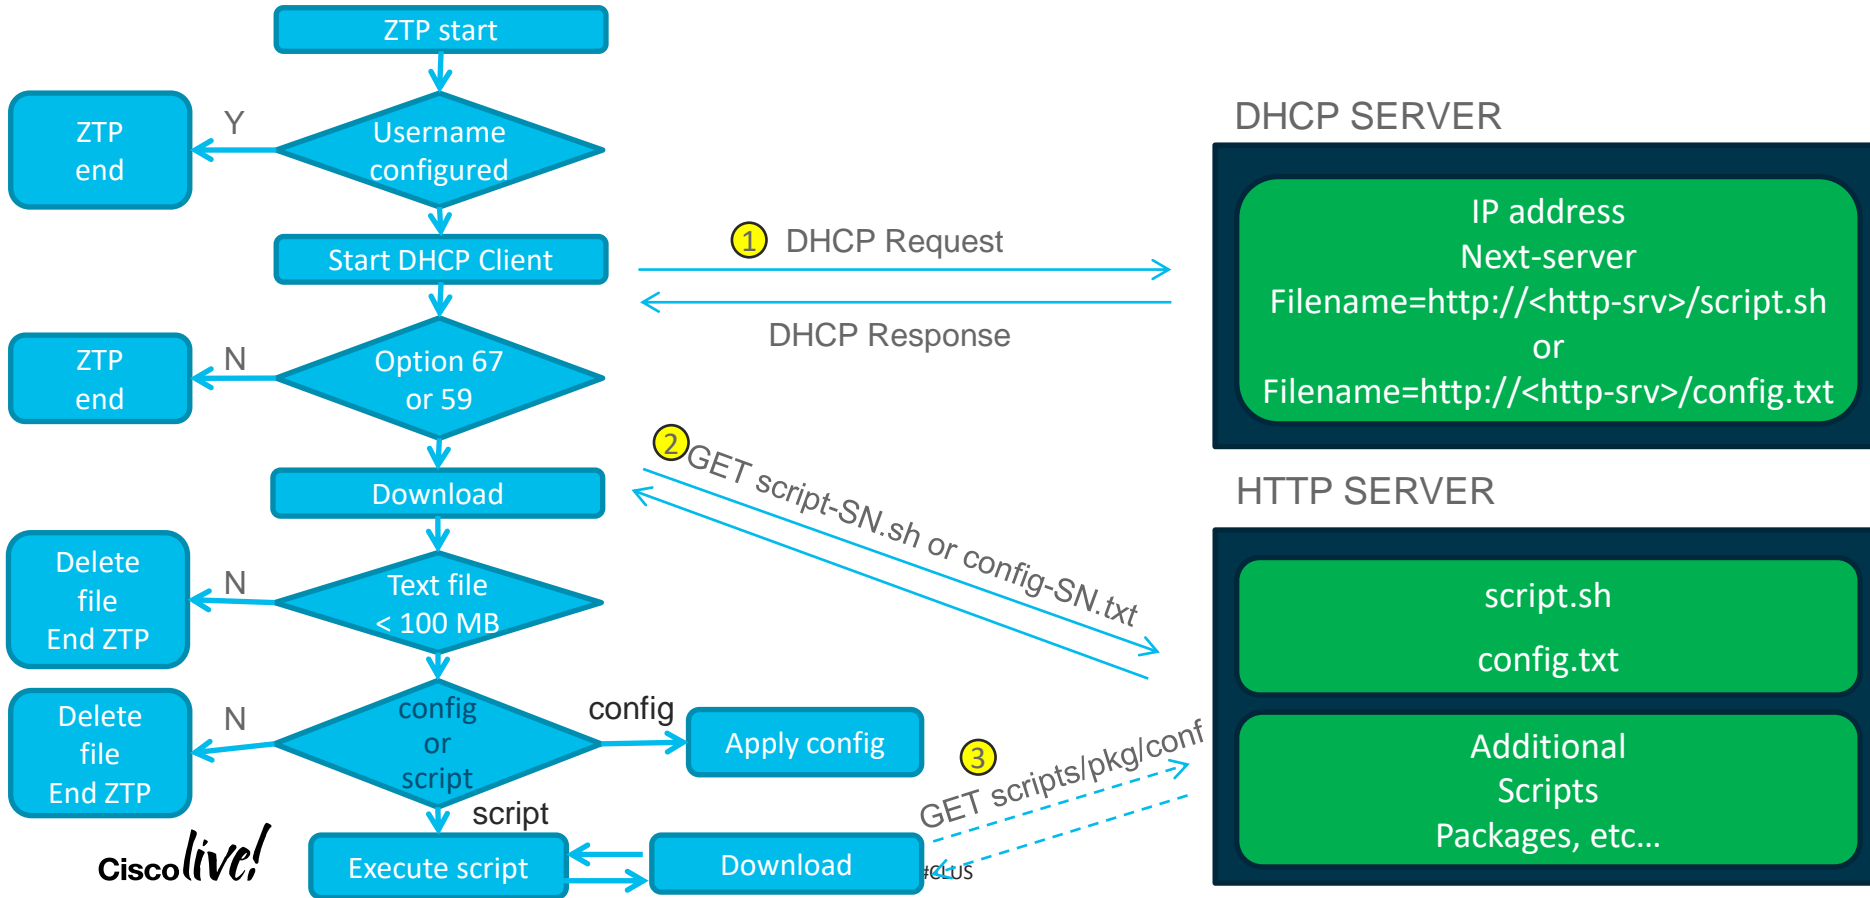 ZTP start
Username
configured
Y
ZTP
end
Start DHCP Client
Option 67
or 59
N
ZTP
end
Download
Text file
< 100 MB
N
Delete
file
End ZTP
config
or
script
N
Delete
file
End ZTP
config
Apply config
script
Execute script
Download
1 DHCP Request
DHCP Response
2 GET script-SN.sh or config-SN.txt
3
GET scripts/pkg/conf
DHCP SERVER
IP address
Next-server
Filename=http://<http-srv>/script.sh
or
Filename=http://<http-srv>/config.txt
HTTP SERVER
script.sh
config.txt
Additional
Scripts
Packages, etc...
Cisco live!
#CLUS